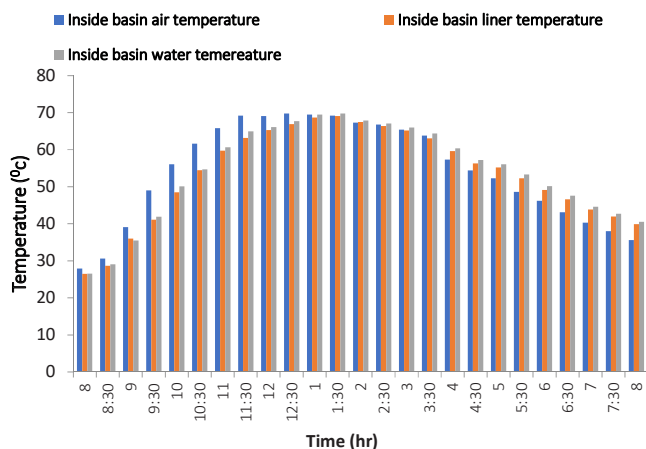 Inside basin air temperature
Inside basin liner temperature
Inside basin water temereature
80
70
60
50
40
30
20
10
0
Temperature (⁰c)
8 8:30 9 9:30 10 10:30 11 11:30 12 12:30 1 1:30 2 2:30 3 3:30 4 4:30 5 5:30 6 6:30 7 7:30 8
Time (hr)